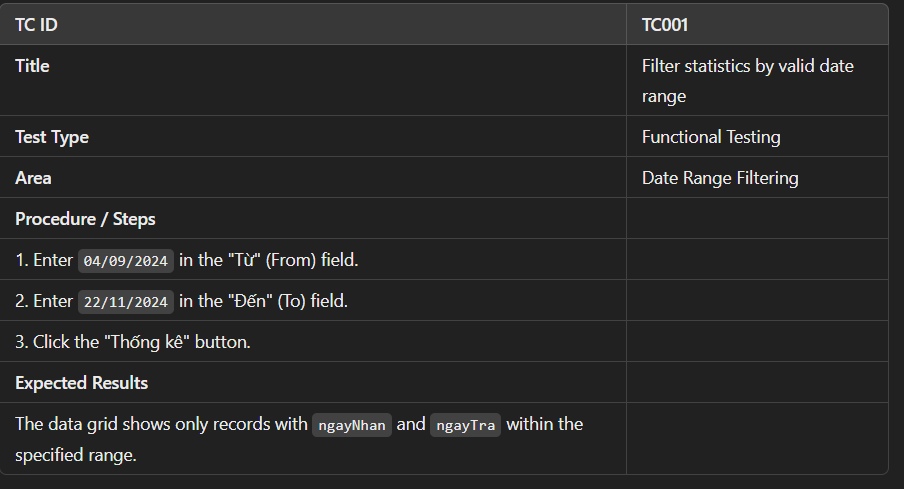 TC ID TC001
Title Filter statistics by valid date
range
Test Type Functional Testing
Area Date Range Filtering
Procedure / Steps
1. Enter 04/09/2024 in the "Từ" (From) field.
2. Enter 22/11/2024 in the "Đến" (To) field.
3. Click the "Thống kê" button.
Expected Results
The data grid shows only records with ngayNhan and ngayTra within the
specified range.